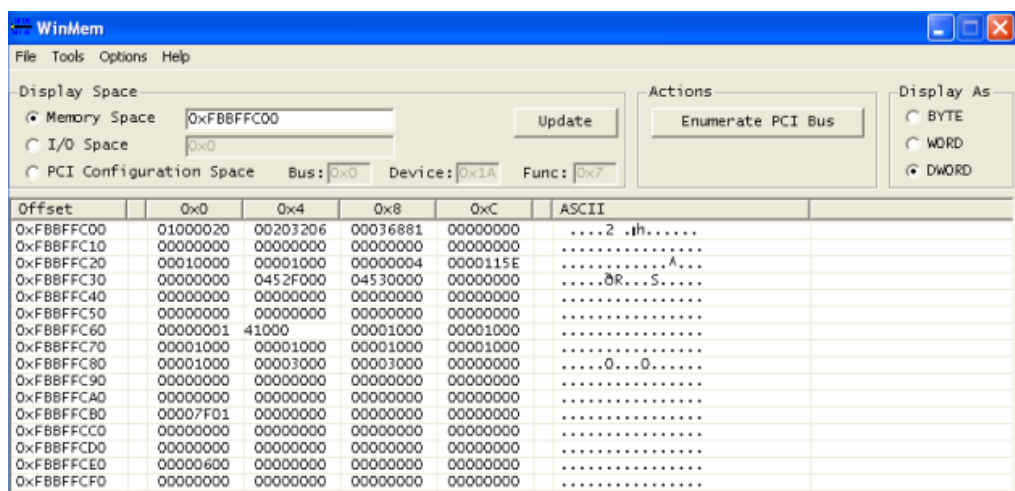 WinMem
File Tools Options Help
Display Space Actions Display As
Memory Space 0xFBBFFC00 Update Enumerate PCI Bus BYTE
I/O Space 0x0 WORD
PCI Configuration Space Bus: 0x0 Device: 0x1A Func: 0x7 DWORD
Offset 0x0 0x4 0x8 0xC ASCII
0xFBBFFC00 01000020 00203206 00036881 00000000 ....2 .ıh......
0xFBBFFC10 00000000 00000000 00000000 00000000 ................
0xFBBFFC20 00010000 00001000 00000004 0000115E ............^...
0xFBBFFC30 00000000 0452F000 04530000 00000000 .....ðR...S.....
0xFBBFFC40 00000000 00000000 00000000 00000000 ................
0xFBBFFC50 00000000 00000000 00000000 00000000 ................
0xFBBFFC60 00000001 41000 00001000 00001000 ................
0xFBBFFC70 00001000 00001000 00001000 00001000 ................
0xFBBFFC80 00001000 00003000 00003000 00000000 .....0...0......
0xFBBFFC90 00000000 00000000 00000000 00000000 ................
0xFBBFFCA0 00000000 00000000 00000000 00000000 ................
0xFBBFFCB0 00007F01 00000000 00000000 00000000 ................
0xFBBFFCC0 00000000 00000000 00000000 00000000 ................
0xFBBFFCD0 00000000 00000000 00000000 00000000 ................
0xFBBFFCE0 00000600 00000000 00000000 00000000 ................
0xFBBFFCF0 00000000 00000000 00000000 00000000 ................